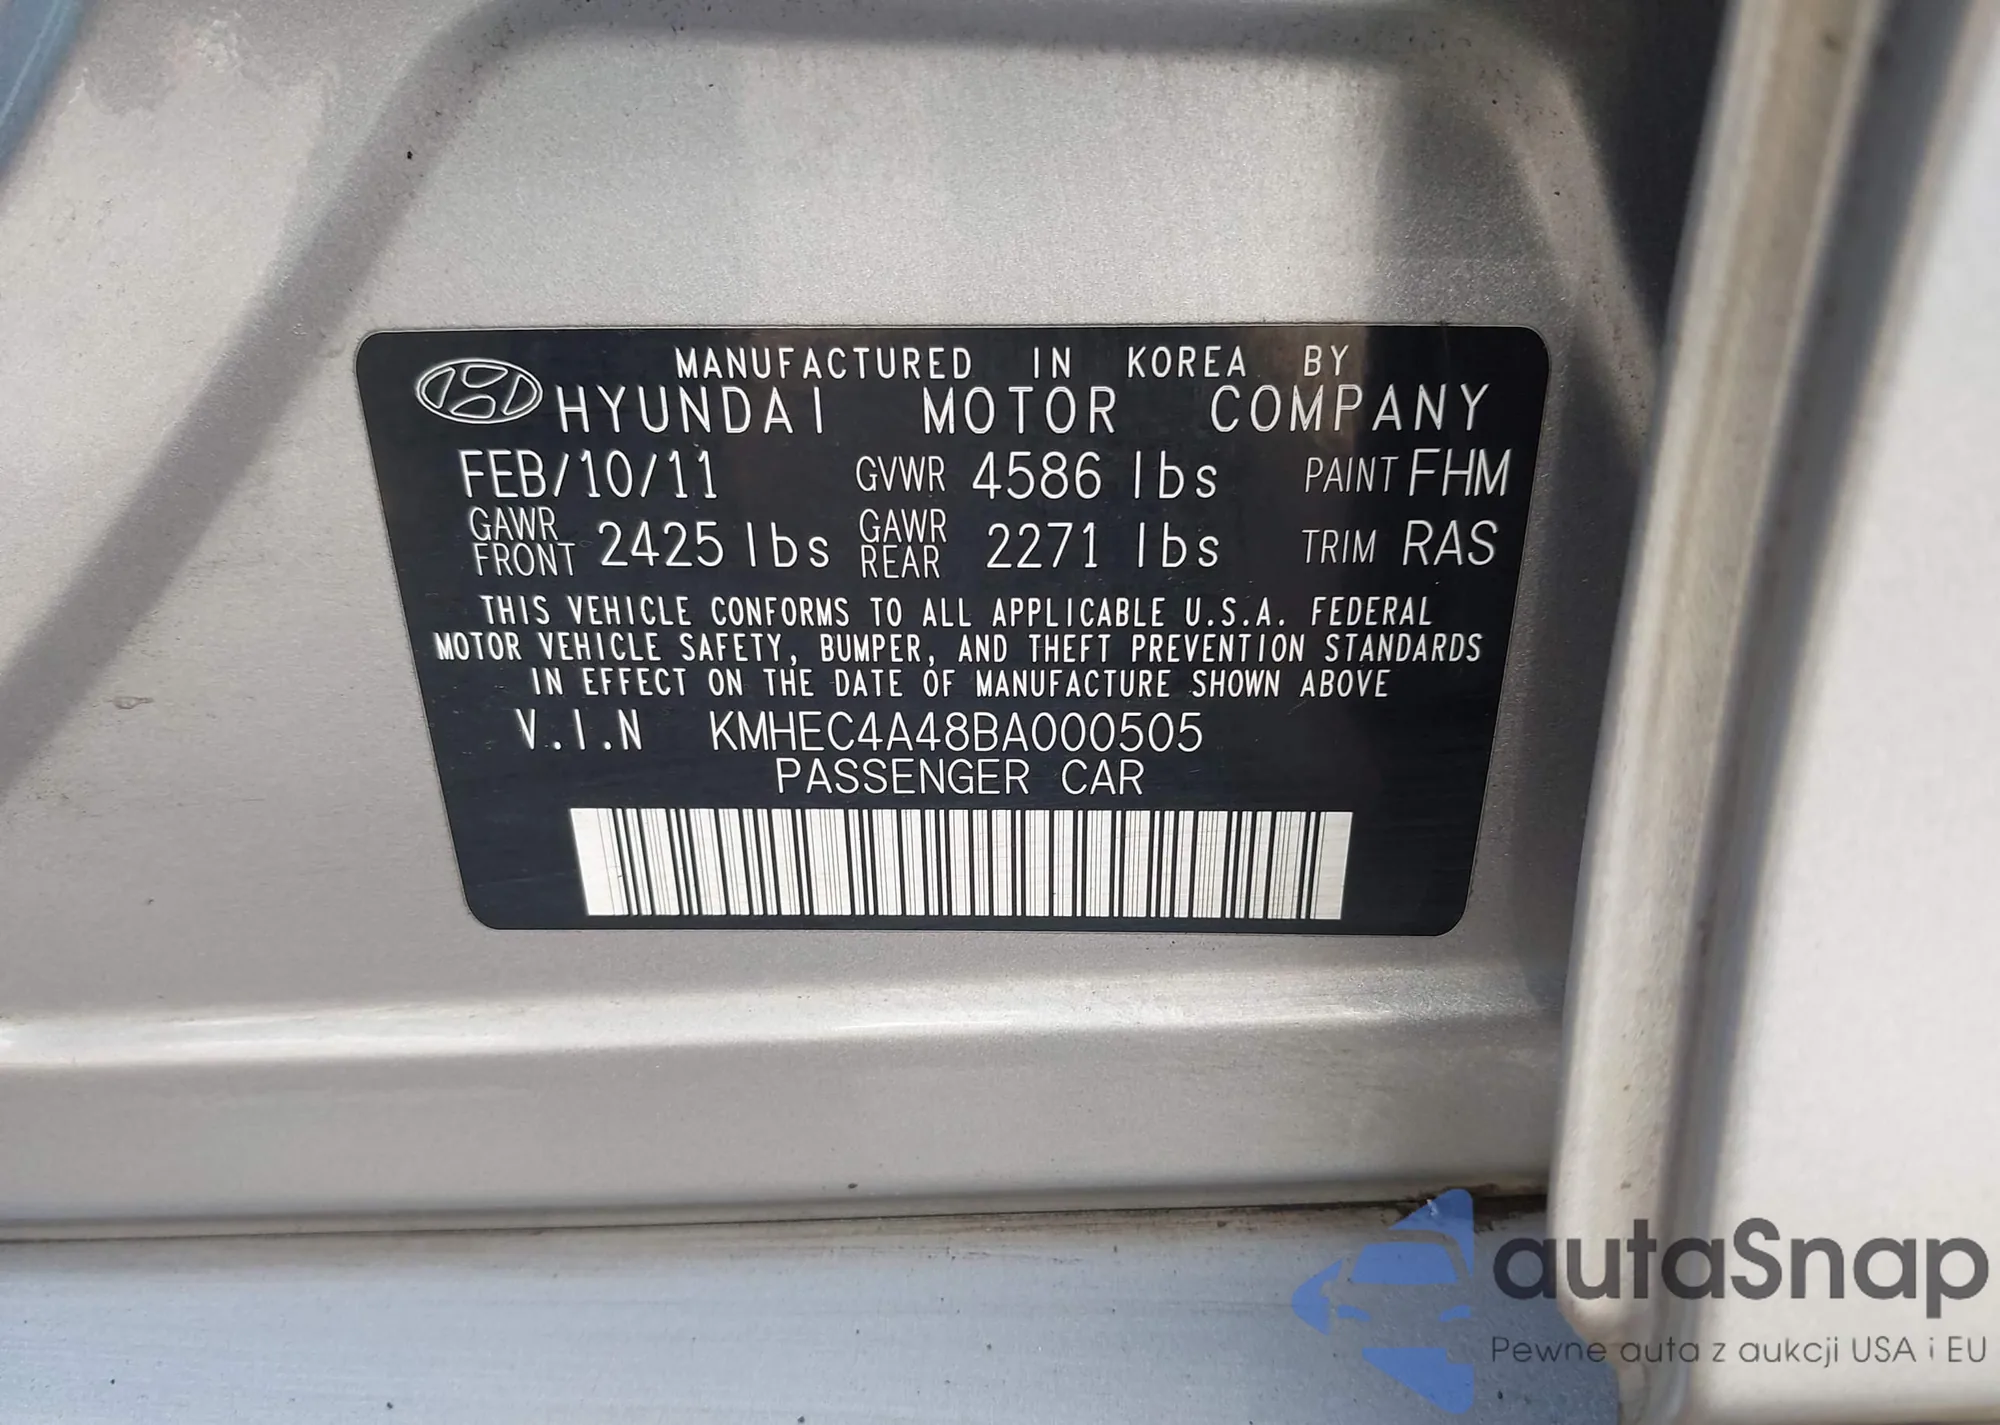 MANUFACTURED IN KOREA BY
HYUNDAI MOTOR COMPANY
FEB/10/11 GVWR 4586 lbs PAINT FHM
GAWR FRONT 2425 lbs GAWR REAR 2271 lbs TRIM RAS
THIS VEHICLE CONFORMS TO ALL APPLICABLE U.S.A. FEDERAL
MOTOR VEHICLE SAFETY, BUMPER, AND THEFT PREVENTION STANDARDS
IN EFFECT ON THE DATE OF MANUFACTURE SHOWN ABOVE
V.I.N KMHEC4A48BA000505
PASSENGER CAR
autaSnap
Pewne auta z aukcji USA i EU